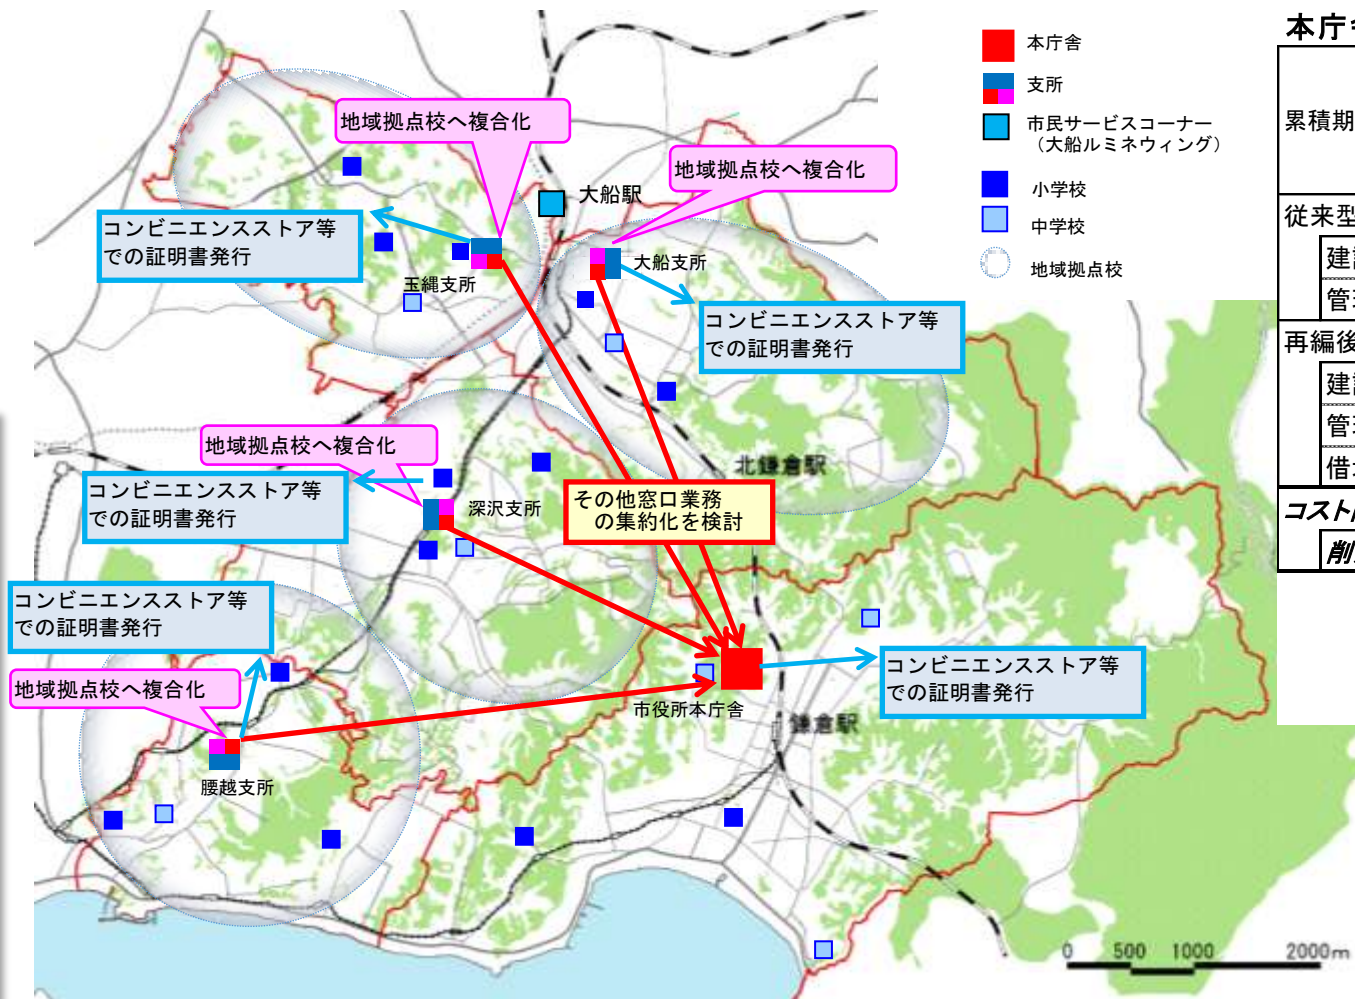 本庁舎
支所
市民サービスコーナー
（大船ルミネウィング）
小学校
中学校
地域拠点校
地域拠点校へ複合化
地域拠点校へ複合化
大船駅
コンビニエンスストア等
での証明書発行
玉縄支所
大船支所
コンビニエンスストア等
での証明書発行
地域拠点校へ複合化
北鎌倉駅
コンビニエンスストア等
での証明書発行
深沢支所
その他窓口業務
の集約化を検討
コンビニエンスストア等
での証明書発行
地域拠点校へ複合化
コンビニエンスストア等
での証明書発行
市役所本庁舎
鎌倉駅
腰越支所
0 500 1000 2000m
本庁
累積期
従来型
建
管
再編後
建
管
借
コスト
削